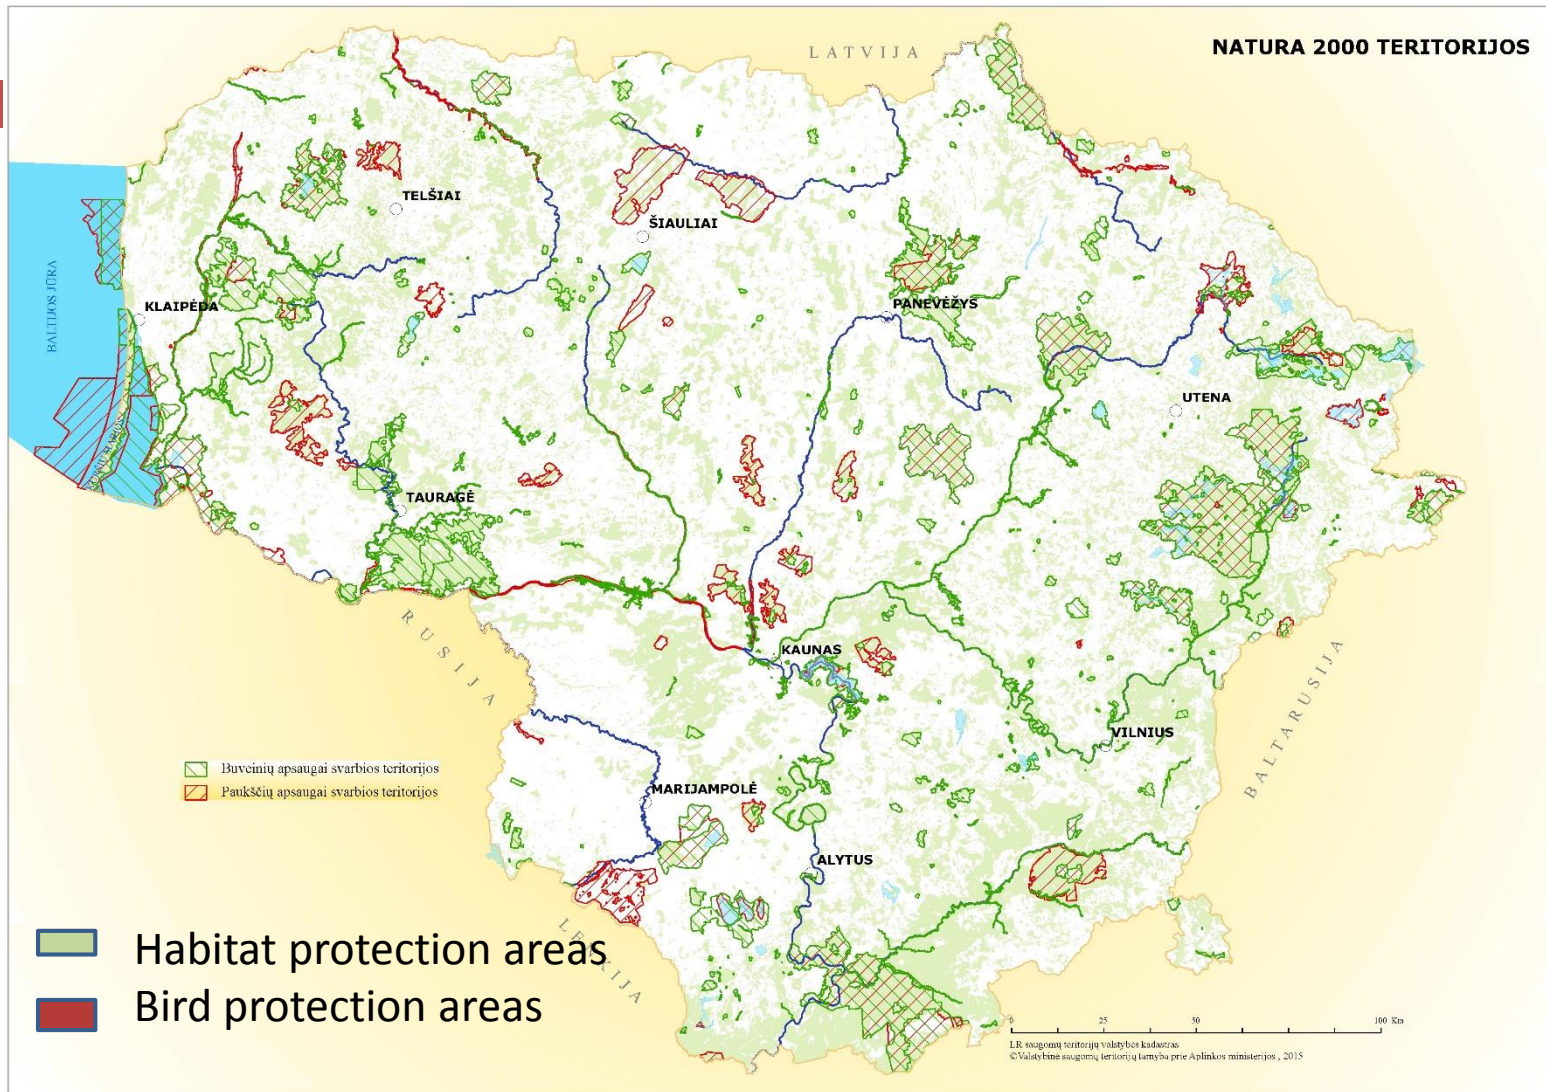 LATVIJA
NATURA 2000 TERITORIJOS
TELŠIAI
ŠIAULIAI
BALTIJOS JŪRA
KLAIPĖDA
PANEVĖŽYS
UTENA
KURŠIŲ MARIOS
TAURAGĖ
RUSIJA
KAUNAS
VILNIUS
BALTARUSIJA
Buveinių apsaugai svarbios teritorijos
Paukščių apsaugai svarbios teritorijos
MARIJAMPOLĖ
ALYTUS
LENKIJA
Habitat protection areas
Bird protection areas
0 25 50 100 Km
LR saugomų teritorijų valstybės kadastras
©Valstybinė saugomų teritorijų tarnyba prie Aplinkos ministerijos , 2015